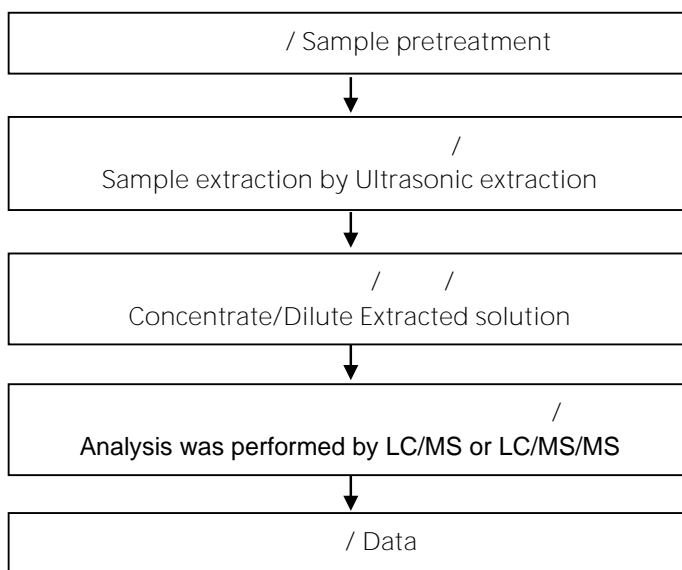 / Sample pretreatment
/
Sample extraction by Ultrasonic extraction
/ /
Concentrate/Dilute Extracted solution
/
Analysis was performed by LC/MS or LC/MS/MS
/ Data